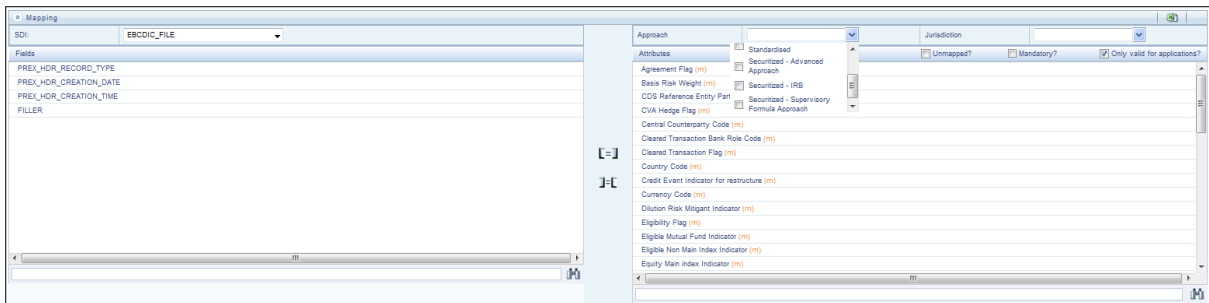 Mapping
SDI: EBCDIC_FILE
Fields
PREX_HDR_RECORD_TYPE
PREX_HDR_CREATION_DATE
PREX_HDR_CREATION_TIME
FILLER
[=]
]=[
Approach Jurisdiction
Attributes Unmapped? Mandatory? Only valid for applications?
Standardised
Securitized - Advanced
Approach
Securitized - IRB
Securitized - Supervisory
Formula Approach
Agreement Flag (m)
Basis Risk Weight (m)
CDS Reference Entity Part
CVA Hedge Flag (m)
Central Counterparty Code (m)
Cleared Transaction Bank Role Code (m)
Cleared Transaction Flag (m)
Country Code (m)
Credit Event Indicator for restructure (m)
Currency Code (m)
Dilution Risk Mitigant Indicator (m)
Eligibility Flag (m)
Eligible Mutual Fund Indicator (m)
Eligible Non Main Index Indicator (m)
Equity Main index Indicator (m)